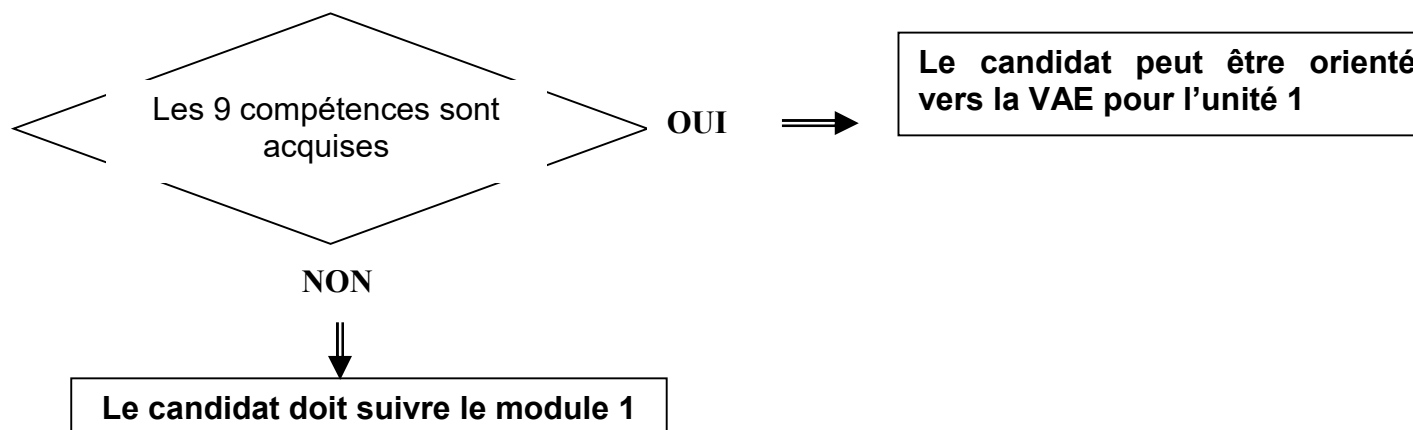 Les 9 compétences sont
acquises
OUI
Le candidat peut être orienté
vers la VAE pour l’unité 1
NON
Le candidat doit suivre le module 1